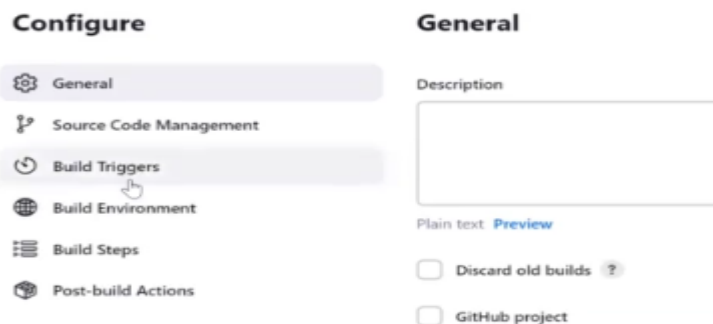 Configure
General
Source Code Management
Build Triggers
Build Environment
Build Steps
Post-build Actions
General
Description
Plain text Preview
Discard old builds ?
GitHub project